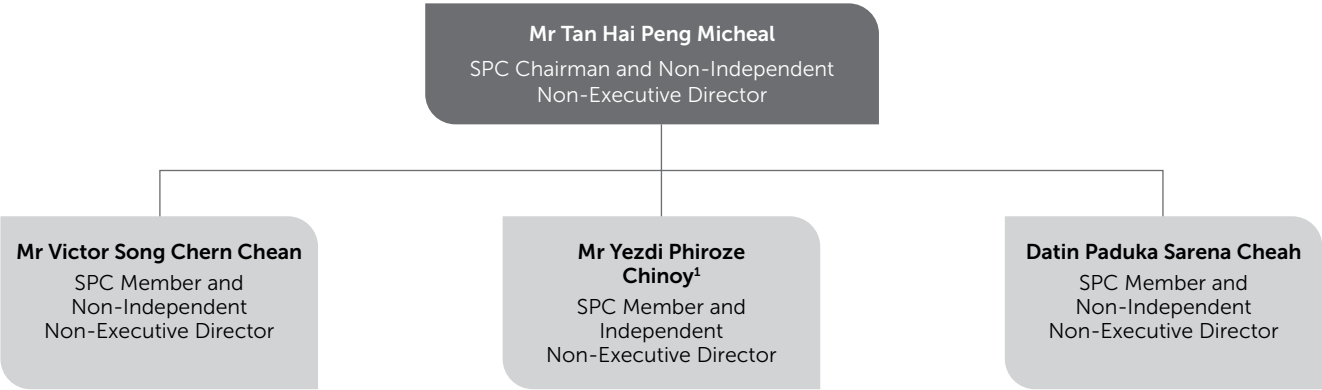 Mr Tan Hai Peng Micheal
SPC Chairman and Non-Independent
Non-Executive Director
Mr Victor Song Chern Chean
SPC Member and
Non-Independent
Non-Executive Director
Mr Yezdi Phiroze
Chinoy¹
SPC Member and
Independent
Non-Executive Director
Datin Paduka Sarena Cheah
SPC Member and
Non-Independent
Non-Executive Director